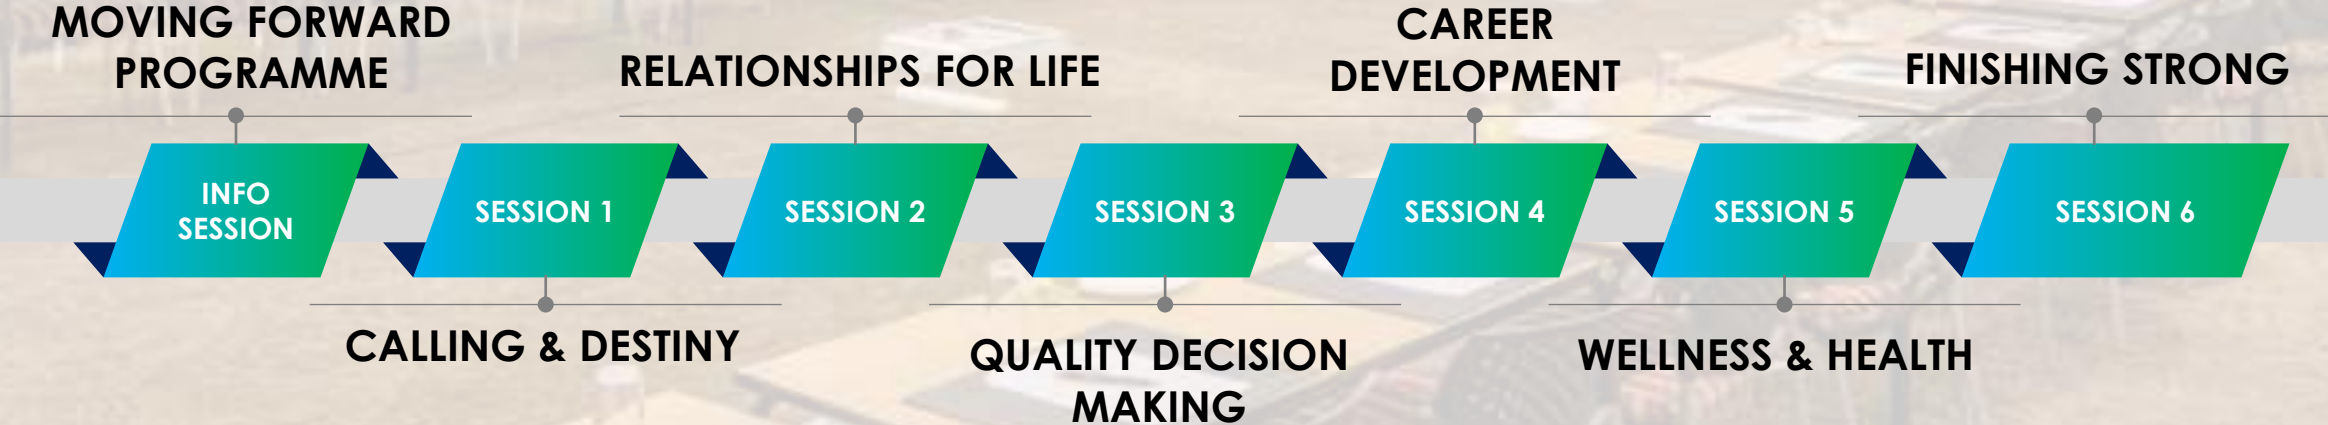 MOVING FORWARD
PROGRAMME
INFO
SESSION
SESSION 1
CALLING & DESTINY
RELATIONSHIPS FOR LIFE
SESSION 2
SESSION 3
QUALITY DECISION
MAKING
CAREER
DEVELOPMENT
SESSION 4
SESSION 5
WELLNESS & HEALTH
FINISHING STRONG
SESSION 6